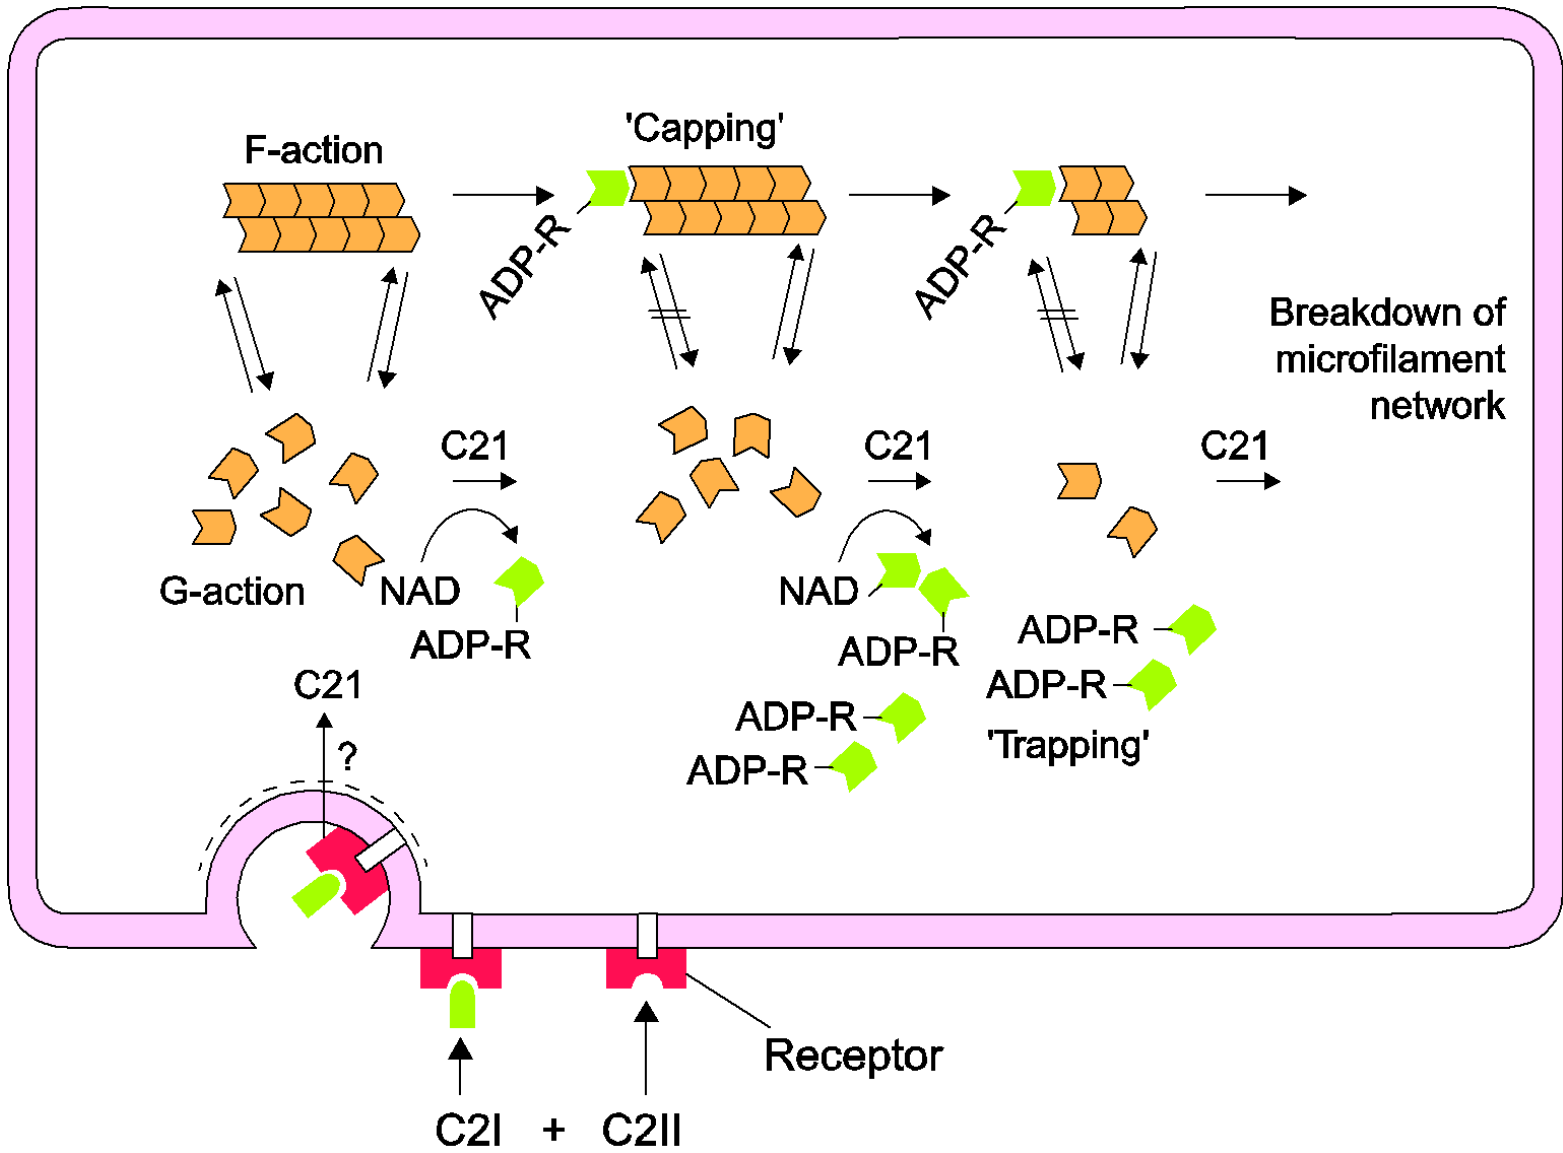 'Capping'
F-action
ADP-R
ADP-R
Breakdown of
microfilament
network
C21
C21
C21
G-action
NAD
ADP-R
NAD
ADP-R
ADP-R
ADP-R
'Trapping'
ADP-R
ADP-R
C21
?
Receptor
C2I + C2II